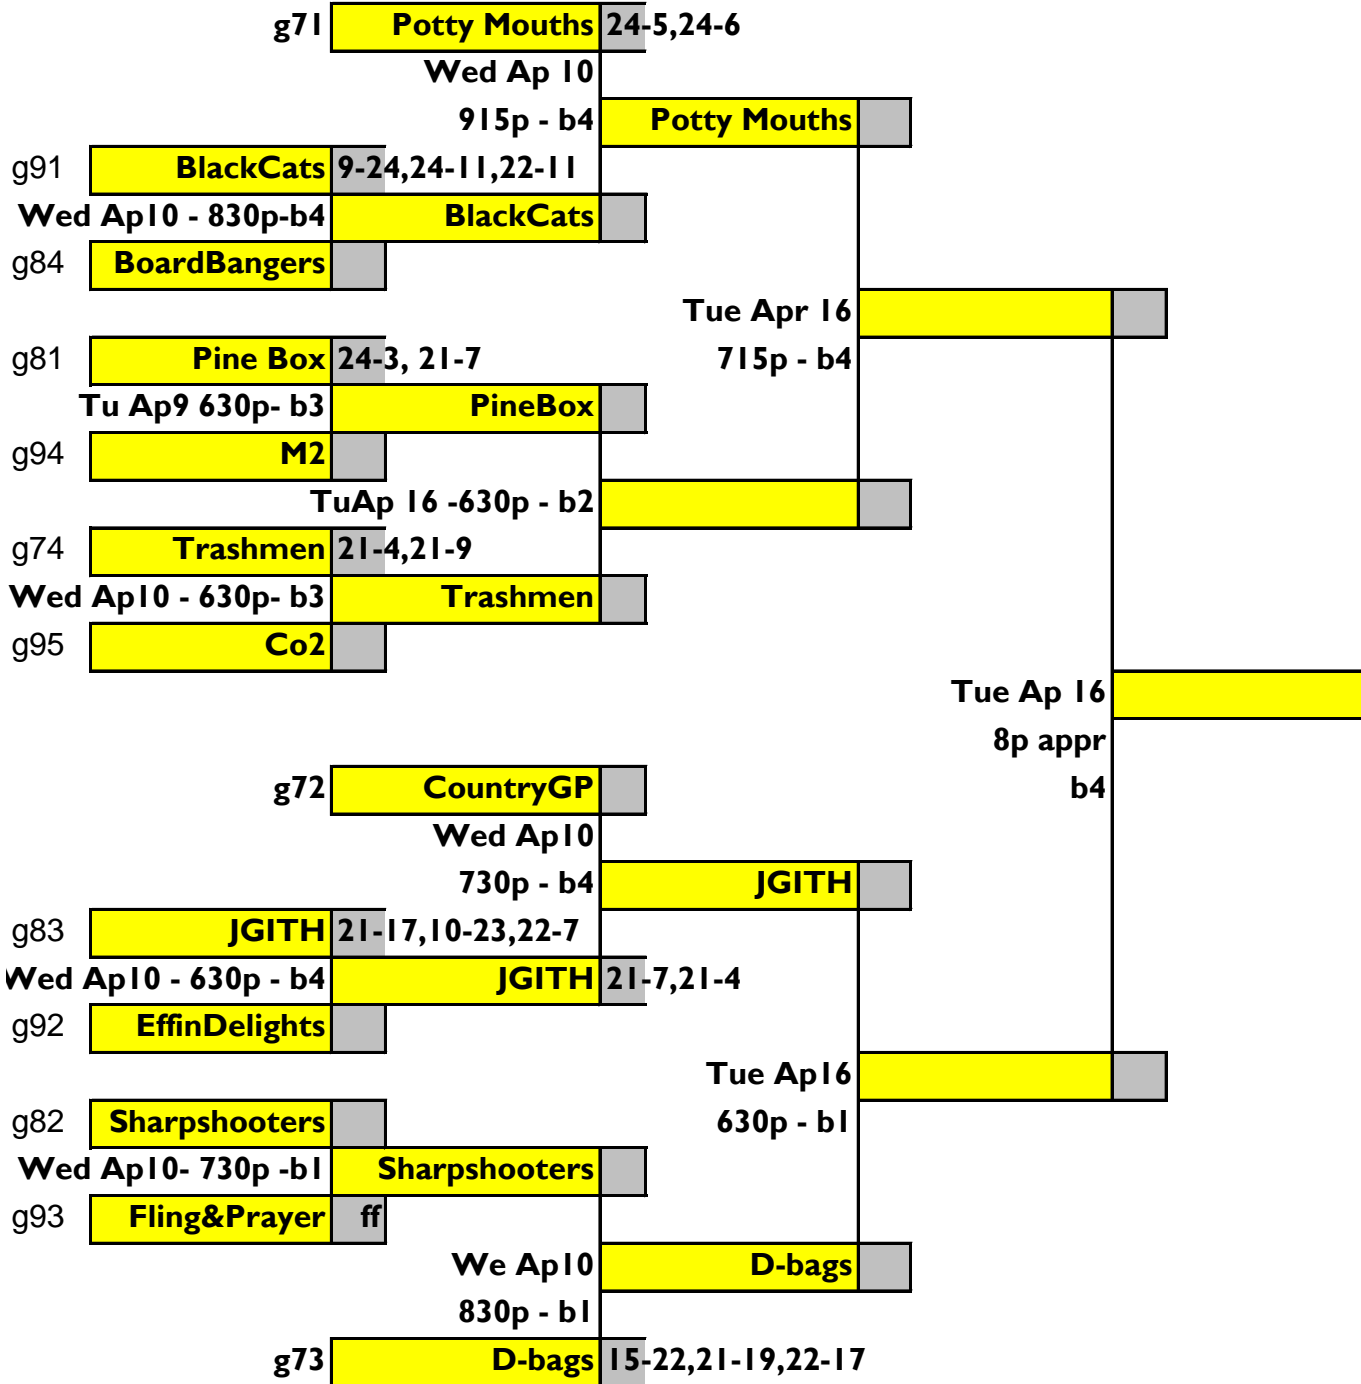 g71 Potty Mouths 24-5,24-6
Wed Ap 10
915p - b4 Potty Mouths
g91 BlackCats 9-24,24-11,22-11
Wed Ap10 - 830p-b4 BlackCats
g84 BoardBangers
Tue Apr 16
g81 Pine Box 24-3, 21-7 715p - b4
Tu Ap9 630p- b3 PineBox
g94 M2
TuAp 16 -630p - b2
g74 Trashmen 21-4,21-9
Wed Ap10 - 630p- b3 Trashmen
g95 Co2
Tue Ap 16
8p appr
g72 CountryGP b4
Wed Ap10
730p - b4 JGITH
g83 JGITH 21-17,10-23,22-7
Wed Ap10 - 630p - b4 JGITH 21-7,21-4
g92 EffinDelights
Tue Ap16
g82 Sharpshooters 630p - b1
Wed Ap10- 730p -b1 Sharpshooters
g93 Fling&Prayer ff
We Ap10 D-bags
830p - b1
g73 D-bags 15-22,21-19,22-17